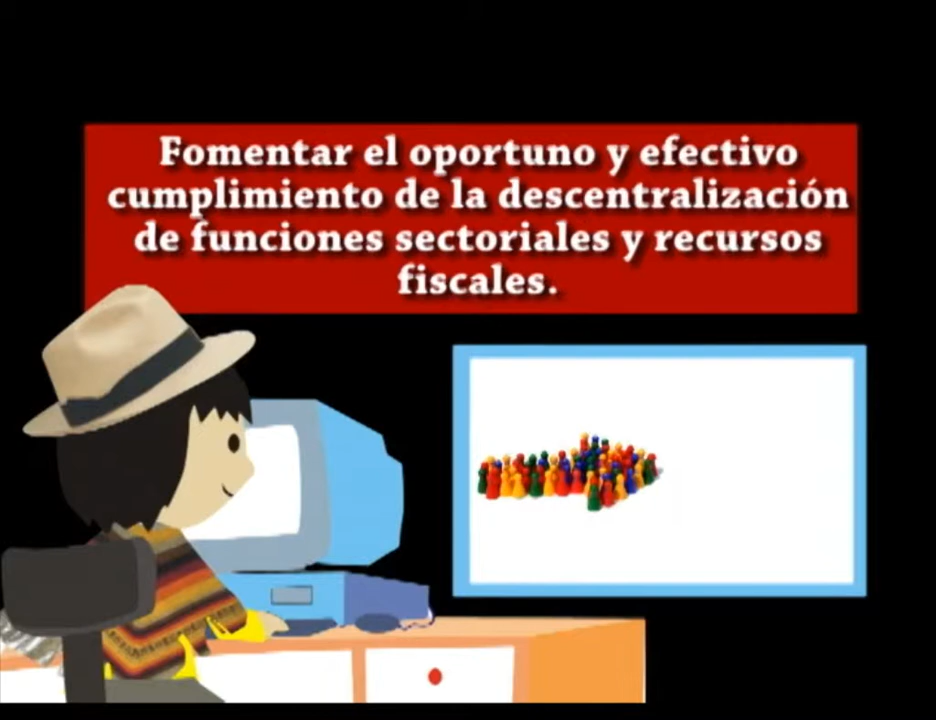 Fomentar el oportuno y efectivo
cumplimiento de la descentralización
de funciones sectoriales y recursos
fiscales.